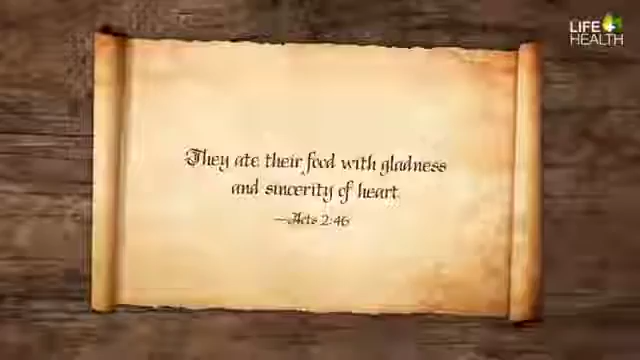 LIFE
HEALTH
They ate their food with gladness
and sincerity of heart
—Acts 2:46